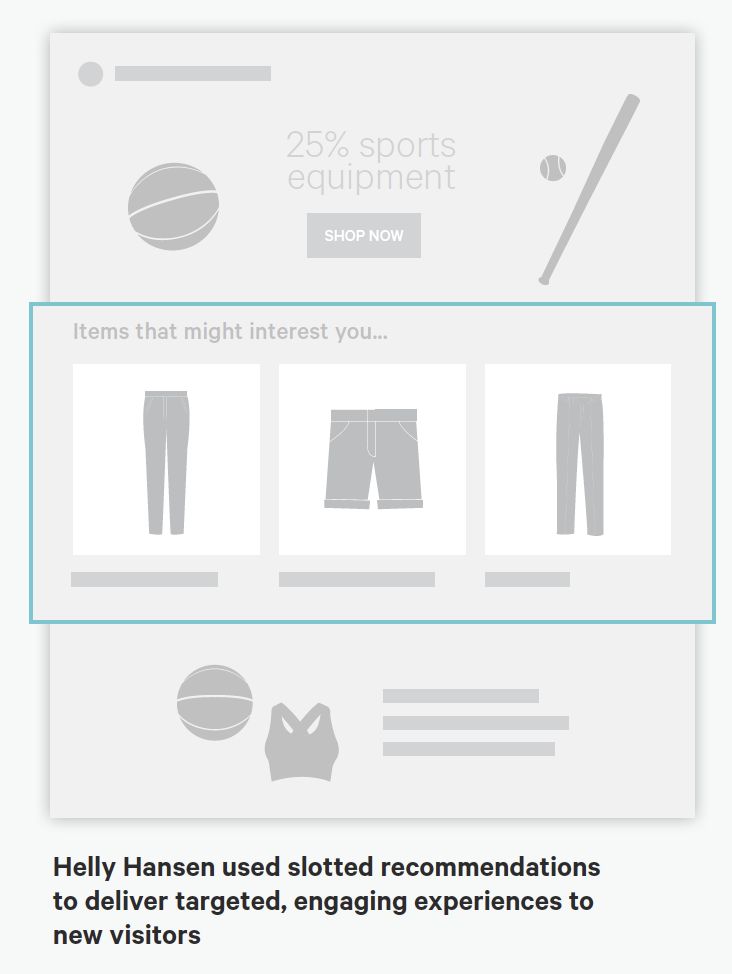 25% sports
equipment
SHOP NOW
Items that might interest you...
Helly Hansen used slotted recommendations
to deliver targeted, engaging experiences to
new visitors